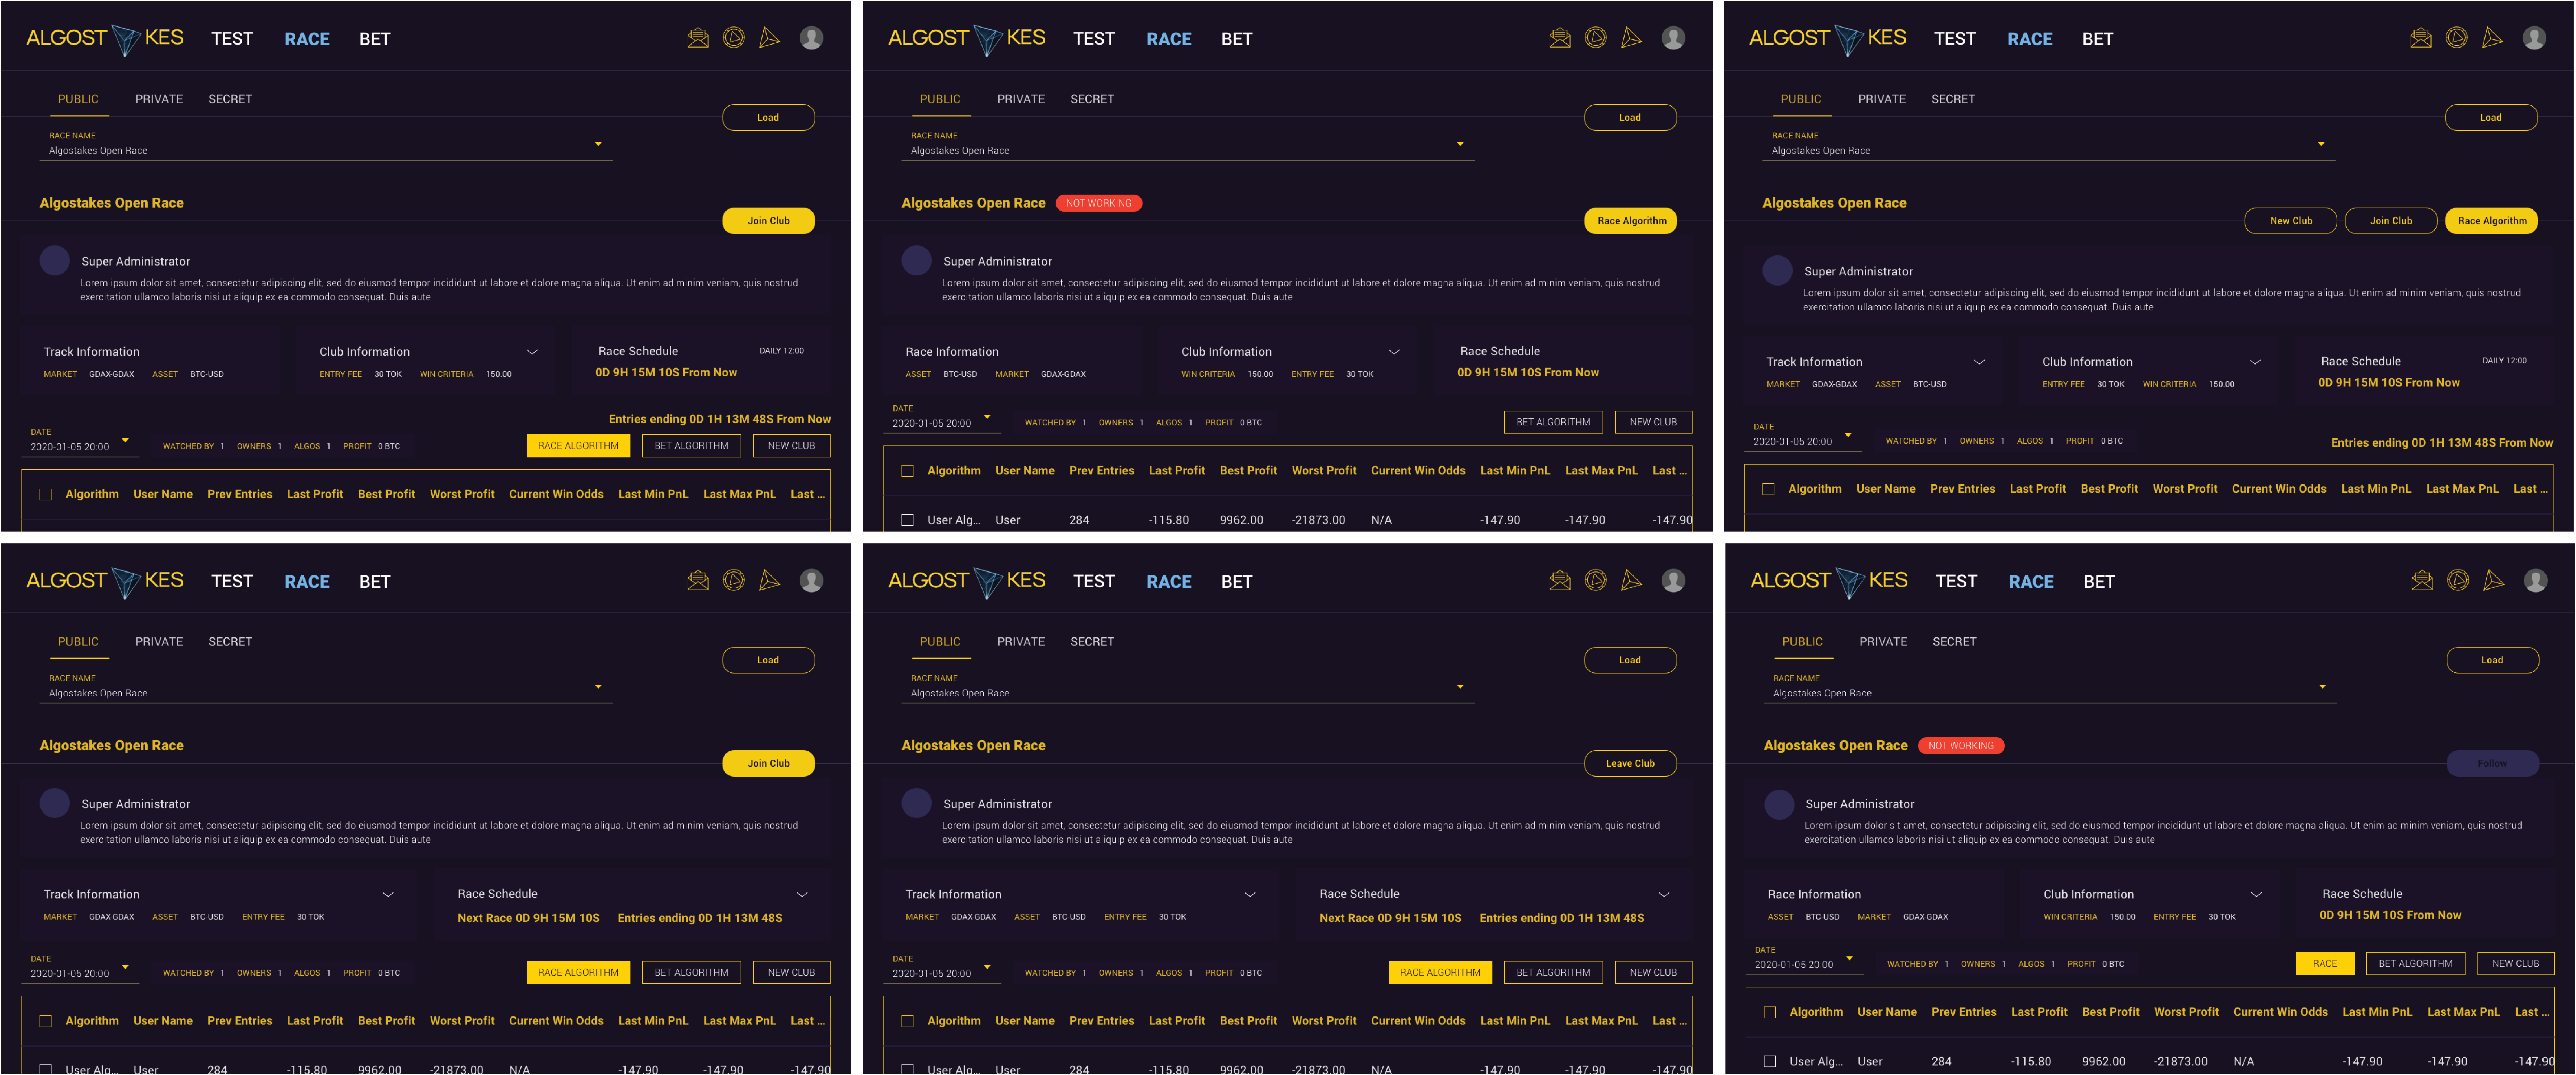 ALGOST KES TEST RACE BET
PUBLIC PRIVATE SECRET
Load
RACE NAME
Algostakes Open Race
Algostakes Open Race
Join Club
Super Administrator
Lorem ipsum dolor sit amet, consectetur adipiscing elit, sed do eiusmod tempor incididunt ut labore et dolore magna aliqua. Ut enim ad minim veniam, quis nostrud
exercitation ullamco laboris nisi ut aliquip ex ea commodo consequat. Duis aute
Track Information Club Information Race Schedule DAILY 12:00
MARKET GDAX-GDAX ASSET BTC-USD ENTRY FEE 30 TOK WIN CRITERIA 150.00 0D 9H 15M 10S From Now
Entries ending 0D 1H 13M 48S From Now
DATE
2020-01-05 20:00 WATCHED BY 1 OWNERS 1 ALGOS 1 PROFIT 0 BTC RACE ALGORITHM BET ALGORITHM NEW CLUB
Algorithm User Name Prev Entries Last Profit Best Profit Worst Profit Current Win Odds Last Min PnL Last Max PnL Last ...
ALGOST KES TEST RACE BET
PUBLIC PRIVATE SECRET
Load
RACE NAME
Algostakes Open Race
Algostakes Open Race NOT WORKING
Race Algorithm
Super Administrator
Lorem ipsum dolor sit amet, consectetur adipiscing elit, sed do eiusmod tempor incididunt ut labore et dolore magna aliqua. Ut enim ad minim veniam, quis nostrud
exercitation ullamco laboris nisi ut aliquip ex ea commodo consequat. Duis aute
Race Information Club Information Race Schedule
ASSET BTC-USD MARKET GDAX-GDAX WIN CRITERIA 150.00 ENTRY FEE 30 TOK 0D 9H 15M 10S From Now
DATE
2020-01-05 20:00 WATCHED BY 1 OWNERS 1 ALGOS 1 PROFIT 0 BTC BET ALGORITHM NEW CLUB
Algorithm User Name Prev Entries Last Profit Best Profit Worst Profit Current Win Odds Last Min PnL Last Max PnL Last ...
User Alg... User 284 -115.80 9962.00 -21873.00 N/A -147.90 -147.90 -147.90
ALGOST KES TEST RACE BET
PUBLIC PRIVATE SECRET
Load
RACE NAME
Algostakes Open Race
Algostakes Open Race
New Club Join Club Race Algorithm
Super Administrator
Lorem ipsum dolor sit amet, consectetur adipiscing elit, sed do eiusmod tempor incididunt ut labore et dolore magna aliqua. Ut enim ad minim veniam, quis nostrud
exercitation ullamco laboris nisi ut aliquip ex ea commodo consequat. Duis aute
Track Information Club Information Race Schedule DAILY 12:00
MARKET GDAX-GDAX ASSET BTC-USD ENTRY FEE 30 TOK WIN CRITERIA 150.00 0D 9H 15M 10S From Now
DATE
2020-01-05 20:00 WATCHED BY 1 OWNERS 1 ALGOS 1 PROFIT 0 BTC Entries ending 0D 1H 13M 48S From Now
Algorithm User Name Prev Entries Last Profit Best Profit Worst Profit Current Win Odds Last Min PnL Last Max PnL Last ...
ALGOST KES TEST RACE BET
PUBLIC PRIVATE SECRET
Load
RACE NAME
Algostakes Open Race
Algostakes Open Race
Join Club
Super Administrator
Lorem ipsum dolor sit amet, consectetur adipiscing elit, sed do eiusmod tempor incididunt ut labore et dolore magna aliqua. Ut enim ad minim veniam, quis nostrud
exercitation ullamco laboris nisi ut aliquip ex ea commodo consequat. Duis aute
Track Information Race Schedule
MARKET GDAX-GDAX ASSET BTC-USD ENTRY FEE 30 TOK Next Race 0D 9H 15M 10S Entries ending 0D 1H 13M 48S
DATE
2020-01-05 20:00 WATCHED BY 1 OWNERS 1 ALGOS 1 PROFIT 0 BTC RACE ALGORITHM BET ALGORITHM NEW CLUB
Algorithm User Name Prev Entries Last Profit Best Profit Worst Profit Current Win Odds Last Min PnL Last Max PnL Last ...
User Alg... User 284 -115.80 9962.00 -21873.00 N/A -147.90 -147.90 -147.90
ALGOST KES TEST RACE BET
PUBLIC PRIVATE SECRET
Load
RACE NAME
Algostakes Open Race
Algostakes Open Race
Leave Club
Super Administrator
Lorem ipsum dolor sit amet, consectetur adipiscing elit, sed do eiusmod tempor incididunt ut labore et dolore magna aliqua. Ut enim ad minim veniam, quis nostrud
exercitation ullamco laboris nisi ut aliquip ex ea commodo consequat. Duis aute
Track Information Race Schedule
MARKET GDAX-GDAX ASSET BTC-USD ENTRY FEE 30 TOK Next Race 0D 9H 15M 10S Entries ending 0D 1H 13M 48S
DATE
2020-01-05 20:00 WATCHED BY 1 OWNERS 1 ALGOS 1 PROFIT 0 BTC RACE ALGORITHM BET ALGORITHM NEW CLUB
Algorithm User Name Prev Entries Last Profit Best Profit Worst Profit Current Win Odds Last Min PnL Last Max PnL Last ...
User Alg... User 284 -115.80 9962.00 -21873.00 N/A -147.90 -147.90 -147.90
ALGOST KES TEST RACE BET
PUBLIC PRIVATE SECRET
Load
RACE NAME
Algostakes Open Race
Algostakes Open Race NOT WORKING
Follow
Super Administrator
Lorem ipsum dolor sit amet, consectetur adipiscing elit, sed do eiusmod tempor incididunt ut labore et dolore magna aliqua. Ut enim ad minim veniam, quis nostrud
exercitation ullamco laboris nisi ut aliquip ex ea commodo consequat. Duis aute
Race Information Club Information Race Schedule
ASSET BTC-USD MARKET GDAX-GDAX WIN CRITERIA 150.00 ENTRY FEE 30 TOK 0D 9H 15M 10S From Now
DATE
2020-01-05 20:00 WATCHED BY 1 OWNERS 1 ALGOS 1 PROFIT 0 BTC RACE BET ALGORITHM NEW CLUB
Algorithm User Name Prev Entries Last Profit Best Profit Worst Profit Current Win Odds Last Min PnL Last Max PnL Last ...
User Alg... User 284 -115.80 9962.00 -21873.00 N/A -147.90 -147.90 -147.90